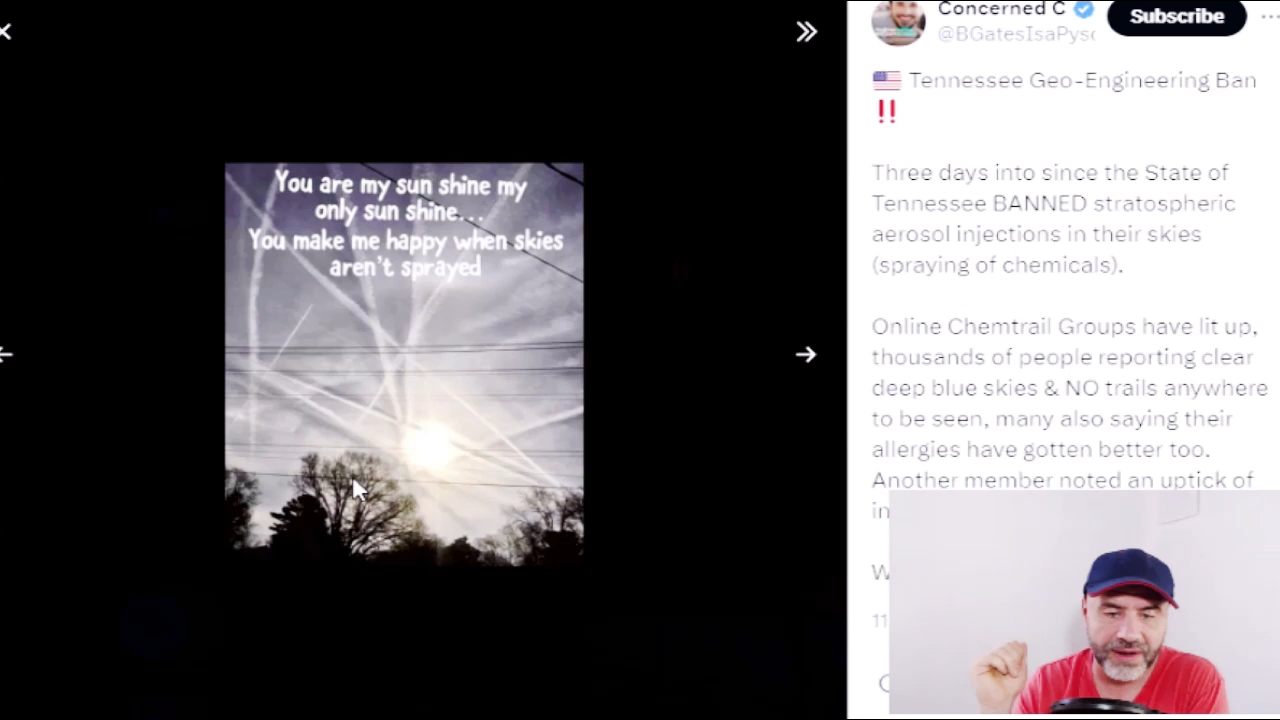 You are my sun shine my
only sun shine...
You make me happy when skies
aren't sprayed
Concerned C
Subscribe
🇺🇸 Tennessee Geo-Engineering Ban
‼️
Three days into since the State of
Tennessee BANNED stratospheric
aerosol injections in their skies
(spraying of chemicals).
Online Chemtrail Groups have lit up,
thousands of people reporting clear
deep blue skies & NO trails anywhere
to be seen, many also saying their
allergies have gotten better too.
Another member noted an uptick of
in
W
11